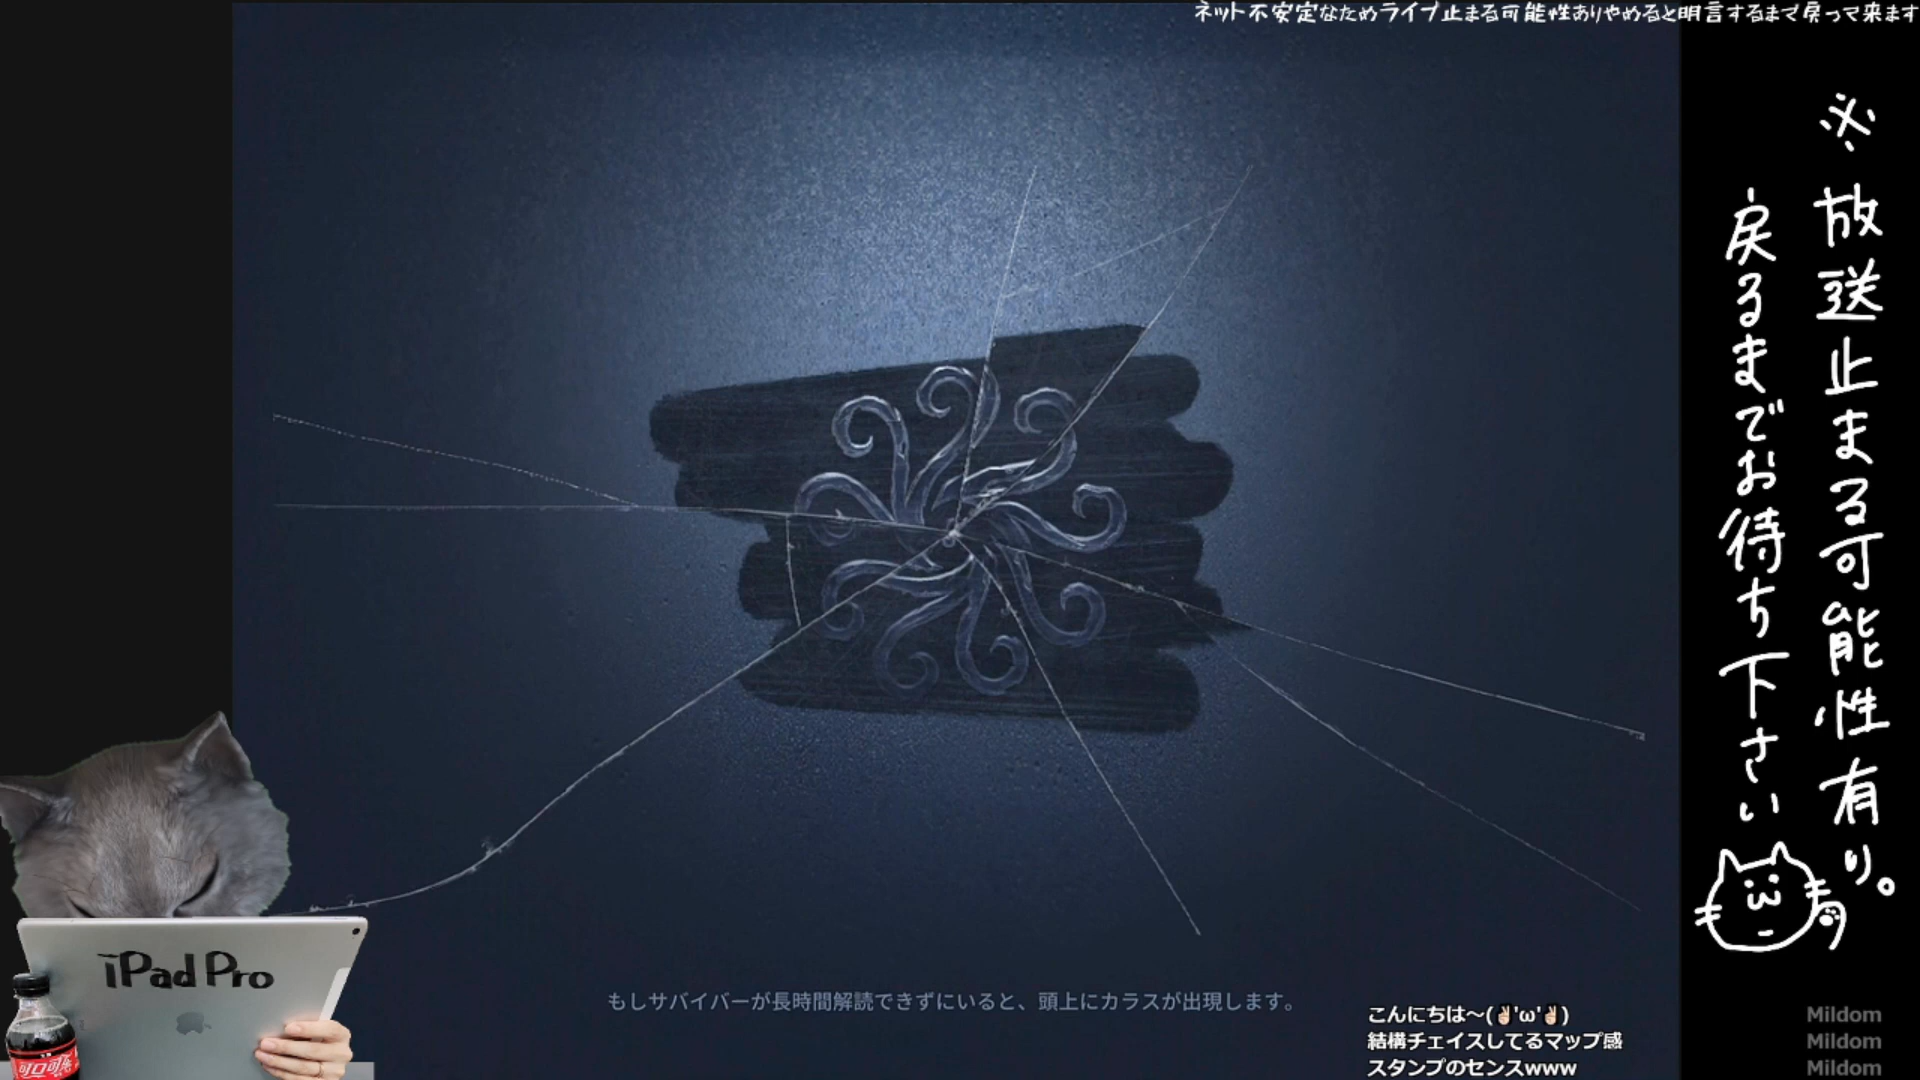 ネット不安定なためライブ止まる可能性ありやめると明言するまで戻って来ます
※放送止まる可能性有り。
戻るまでお待ち下さい
iPad Pro
可口可乐
もしサバイバーが長時間解読できずにいると、頭上にカラスが出現します。
こんにちは～(✌🏻'ω'✌🏻)
結構チェイスしてるマップ感
スタンプのセンスwww
Mildom
Mildom
Mildom